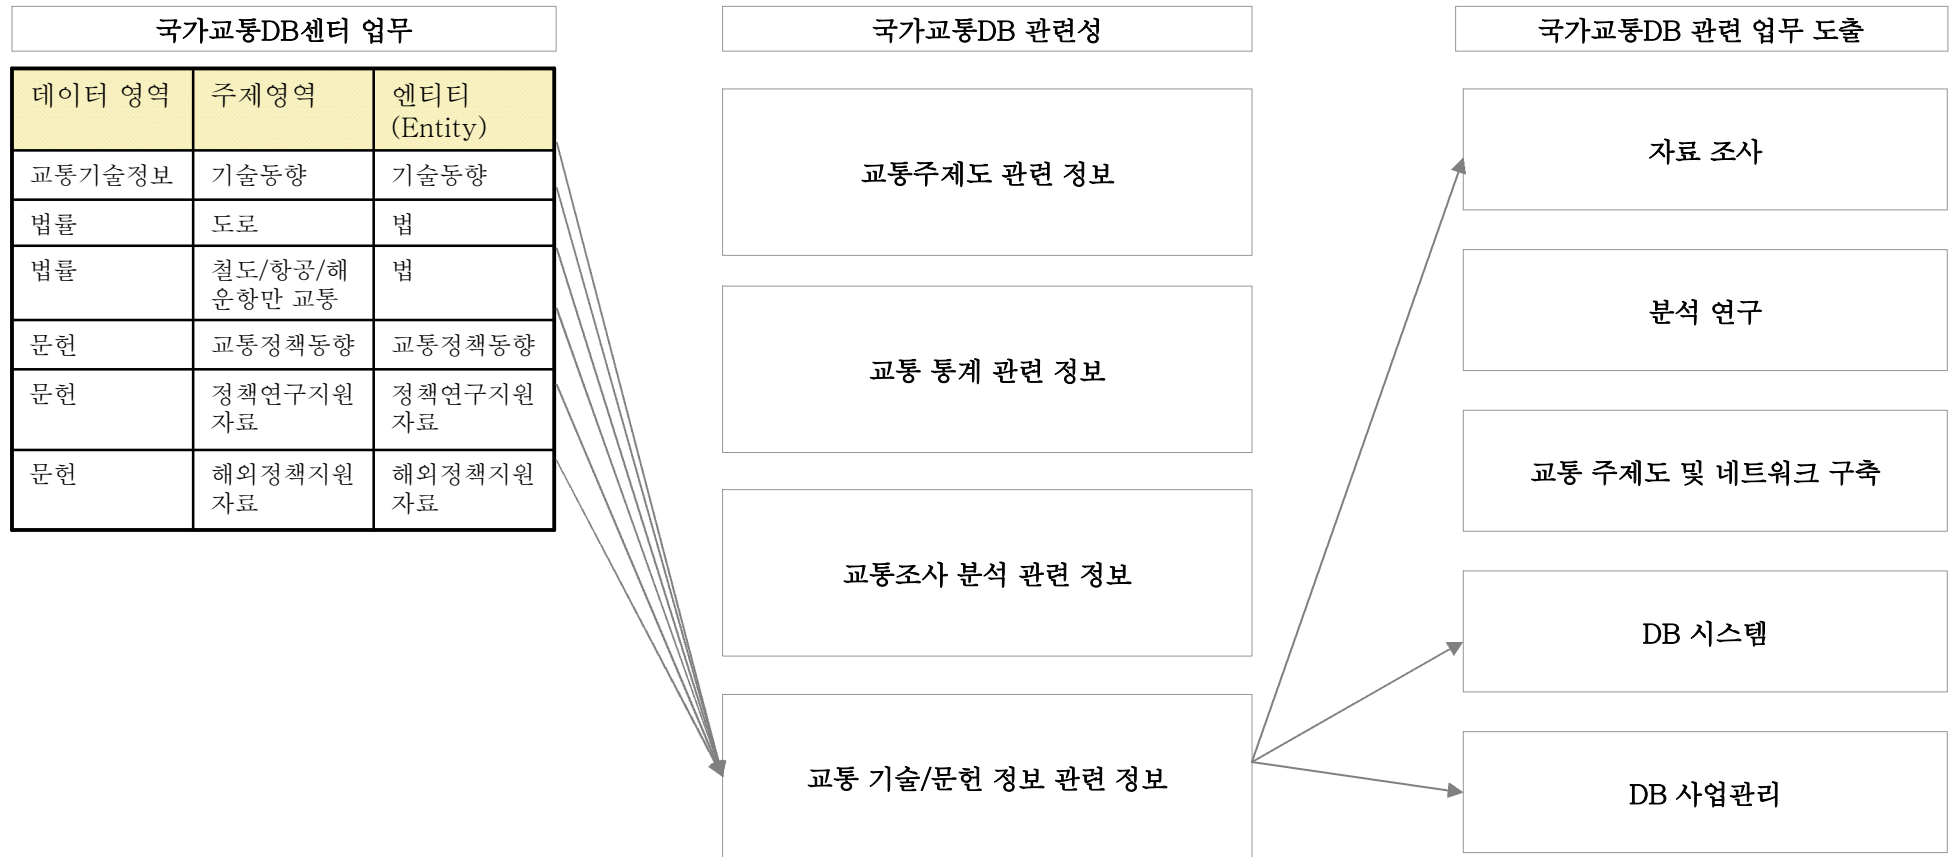 국가교통DB센터 업무
국가교통DB 관련성
국가교통DB 관련 업무 도출
데이터 영역
주제영역
엔티티
(Entity)
교통기술정보
기술동향
기술동향
법률
도로
법
법률
철도/항공/해
운항만 교통
법
문헌
교통정책동향
교통정책동향
문헌
정책연구지원
자료
정책연구지원
자료
문헌
해외정책지원
자료
해외정책지원
자료
교통주제도 관련 정보
교통 통계 관련 정보
교통조사 분석 관련 정보
교통 기술/문헌 정보 관련 정보
자료 조사
분석 연구
교통 주제도 및 네트워크 구축
DB 시스템
DB 사업관리